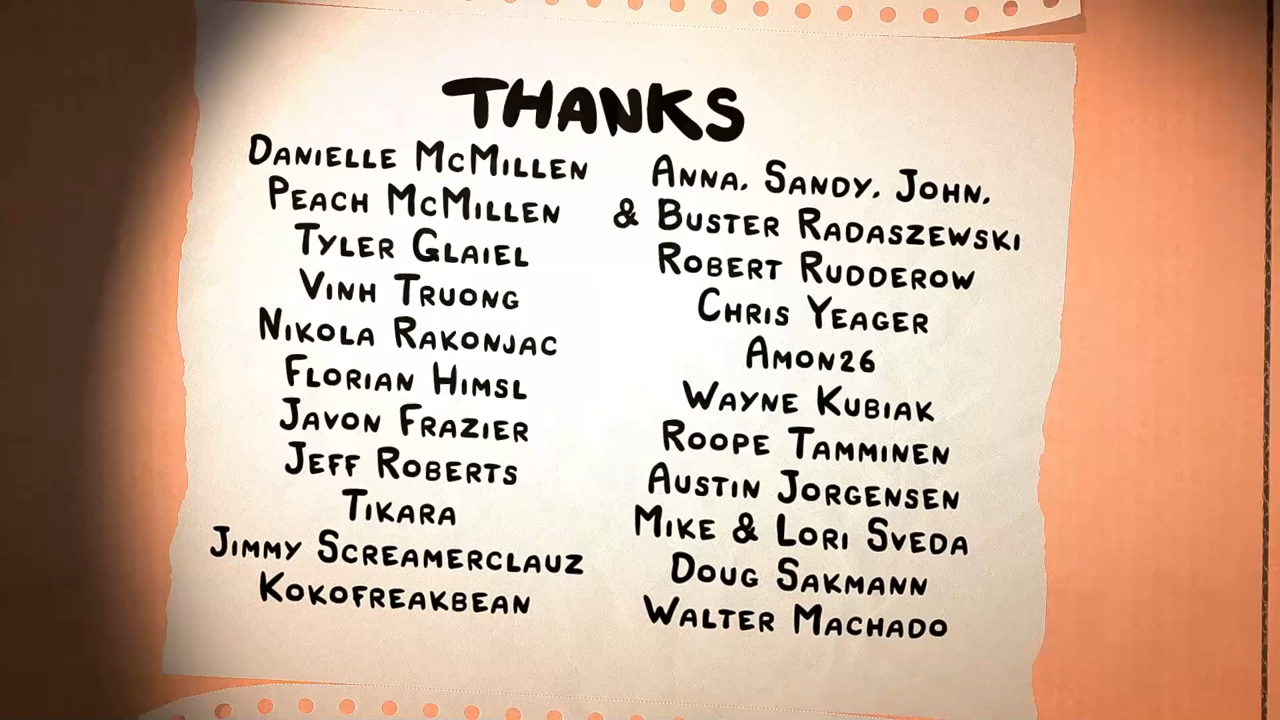 THANKS
DANIELLE MCMILLEN
PEACH MCMILLEN
TYLER GLAIEL
VINH TRUONG
NIKOLA RAKONJAC
FLORIAN HIMSL
JAVON FRAZIER
JEFF ROBERTS
TIKARA
JIMMY SCREAMERCLAUZ
KOKOFREAKBEAN
ANNA, SANDY, JOHN,
& BUSTER RADASZEWSKI
ROBERT RUDDEROW
CHRIS YEAGER
AMON26
WAYNE KUBIAK
ROOPE TAMMINEN
AUSTIN JORGENSEN
MIKE & LORI SVEDA
DOUG SAKMANN
WALTER MACHADO